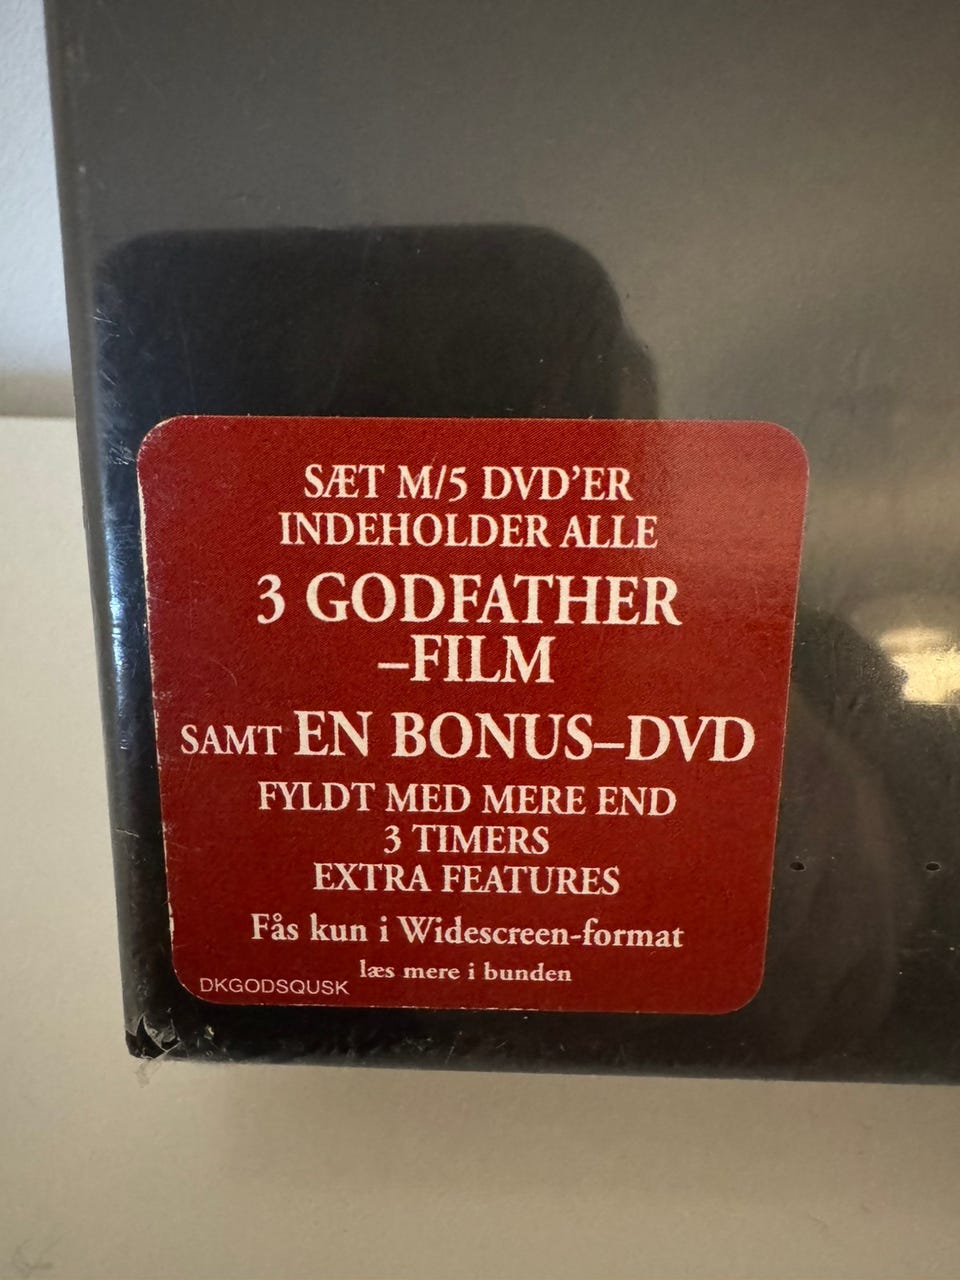 SÆT M/5 DVD’ER
INDEHOLDER ALLE
3 GODFATHER
–FILM
SAMT EN BONUS–DVD
FYLDT MED MERE END
3 TIMERS
EXTRA FEATURES
Fås kun i Widescreen-format
læs mere i bunden
DKGODSQUSK